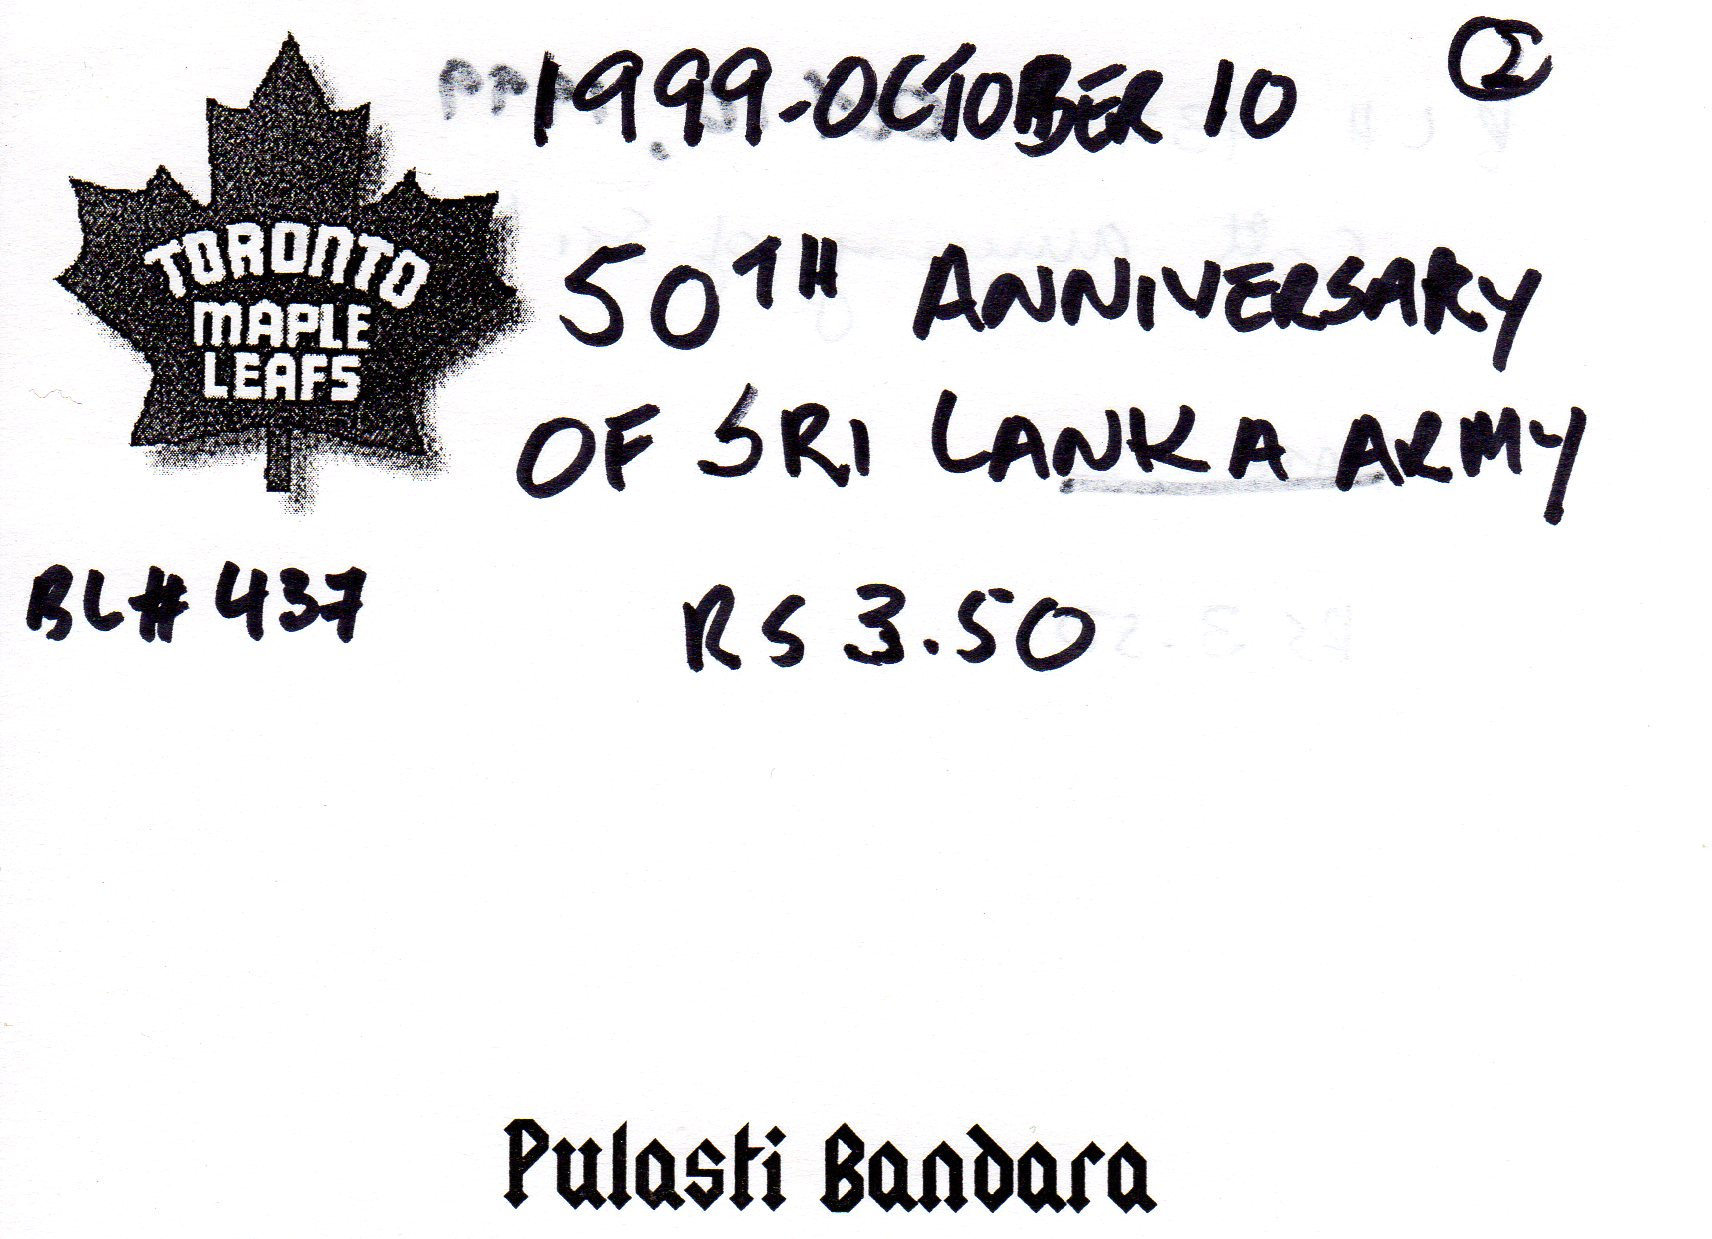 1999-OCTOBER 10
TORONTO
MAPLE
LEAFS
50TH ANNIVERSARY
OF SRI LANKA ARMY
BL# 437
RS 3.50
Pulasti Bandara